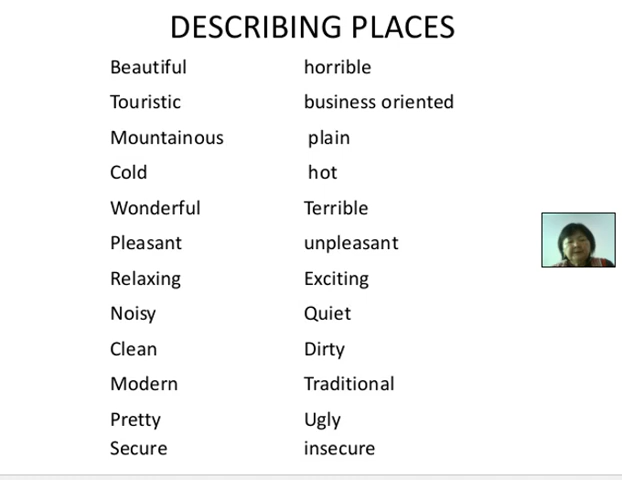 DESCRIBING PLACES
Beautiful horrible
Touristic business oriented
Mountainous plain
Cold hot
Wonderful Terrible
Pleasant unpleasant
Relaxing Exciting
Noisy Quiet
Clean Dirty
Modern Traditional
Pretty Ugly
Secure insecure